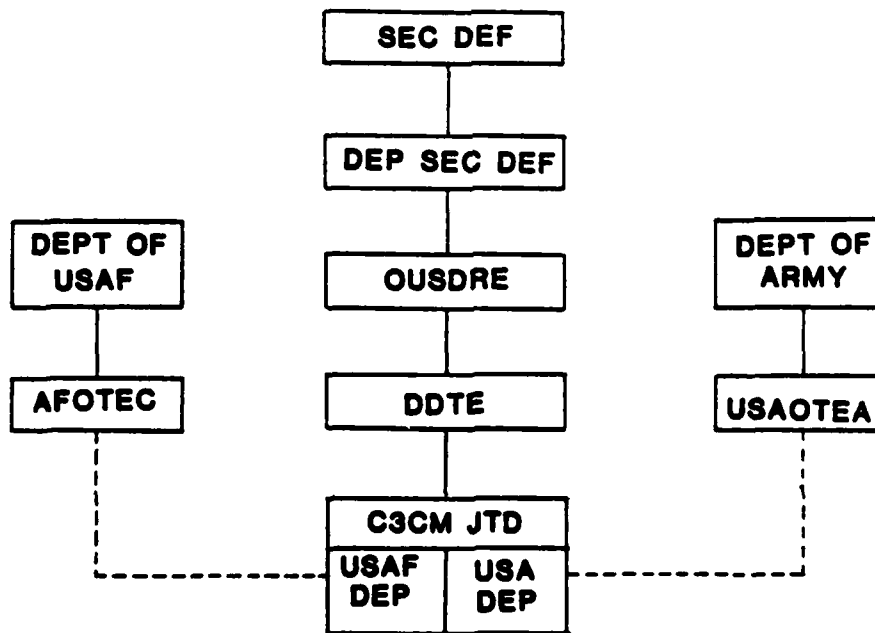 SEC DEF
DEP SEC DEF
DEPT OF
USAF
OUSDRE
DEPT OF
ARMY
AFOTEC
DDTE
USAOTEA
C3CM JTD
USAF
DEP
USA
DEP